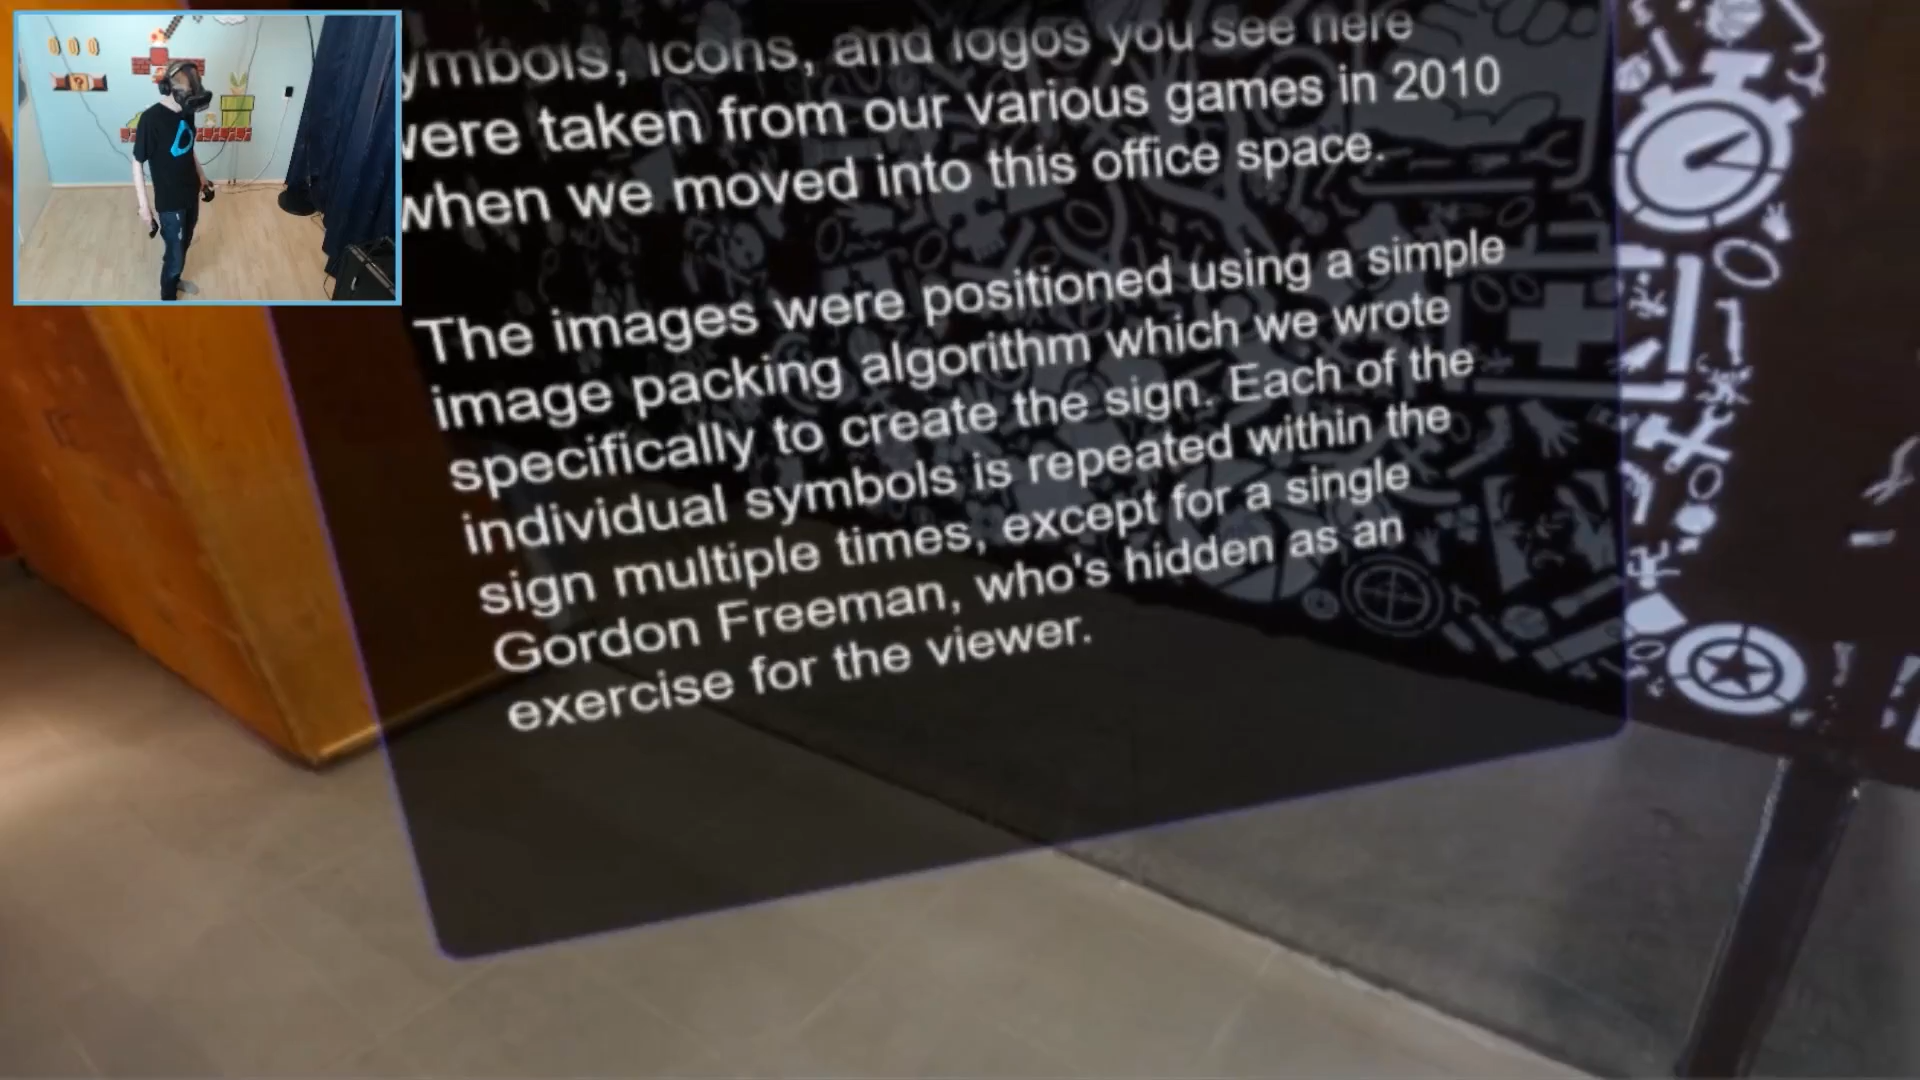 ymbols, icons, and logos you see here
were taken from our various games in 2010
when we moved into this office space.
The images were positioned using a simple
image packing algorithm which we wrote
specifically to create the sign. Each of the
individual symbols is repeated within the
sign multiple times, except for a single
Gordon Freeman, who's hidden as an
exercise for the viewer.